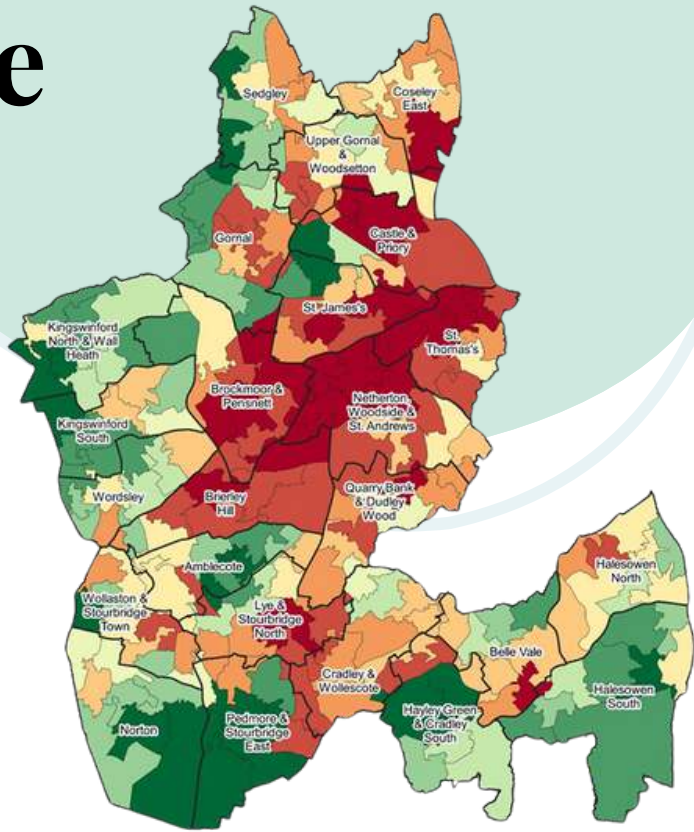 e
Sedgley
Coseley
East
Upper Gornal
&
Woodsetton
Gornal
Castle &
Priory
St. James's
St.
Thomas's
Kingswinford
North & Wall
Heath
Brockmoor &
Pensnett
Netherton,
Woodside &
St. Andrews
Kingswinford
South
Wordsley
Brierley
Hill
Quarry Bank
& Dudley
Wood
Amblecote
Halesowen
North
Wollaston &
Stourbridge
Town
Lye &
Stourbridge
North
Belle Vale
Cradley &
Wollescote
Halesowen
South
Hayley Green
& Cradley
South
Norton
Pedmore &
Stourbridge
East